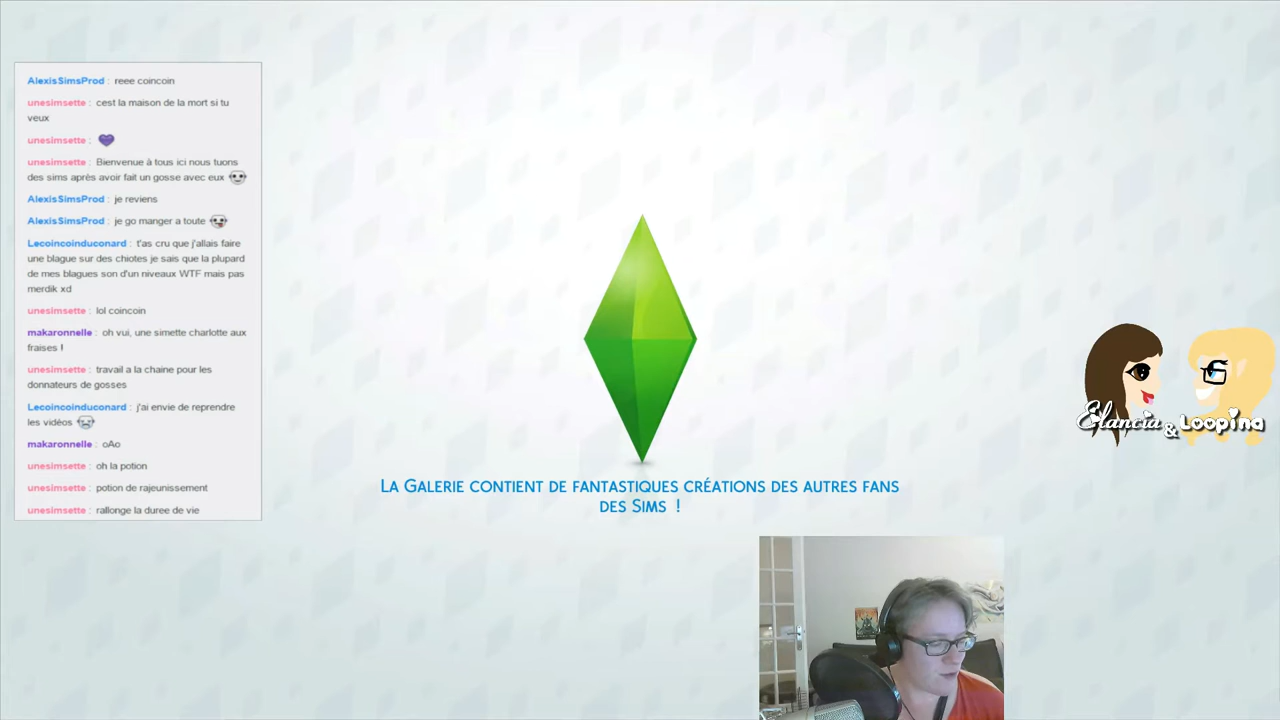 AlexisSimsProd : reee coincoin
unesimsette : cest la maison de la mort si tu
veux
unesimsette :
unesimsette : Bienvenue à tous ici nous tuons
des sims après avoir fait un gosse avec eux
AlexisSimsProd : je reviens
AlexisSimsProd : je go manger a toute
Lecoincoinduconard : t'as cru que j'allais faire
une blague sur des chiotes je sais que la plupard
de mes blagues son d'un niveaux WTF mais pas
merdik xd
unesimsette : lol coincoin
makaronnelle : oh vui, une simette charlotte aux
fraises !
unesimsette : travail a la chaine pour les
donnateurs de gosses
Lecoincoinduconard : j'ai envie de reprendre
les vidéos
makaronnelle : oAo
unesimsette : oh la potion
unesimsette : potion de rajeunissement
unesimsette : rallonge la duree de vie
La Galerie contient de fantastiques créations des autres fans
des Sims !
Elancia & Loopina